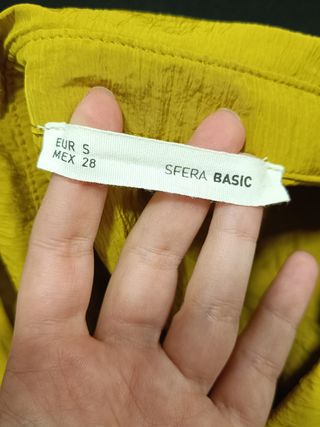 EUR S
MEX 28
SFERA BASIC